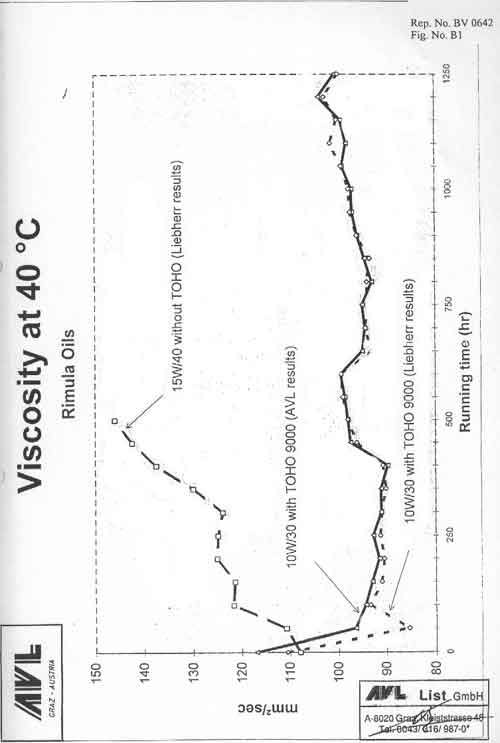 Rep. No. BV 0642
Fig. No. B1
AVL
GRAZ - AUSTRIA
Viscosity at 40 °C
Rimula Oils
150
140
130
120
110
100
90
80
mm²/sec
0
250
500
750
1000
1250
Running time (hr)
15W/40 without TOHO (Liebherr results)
10W/30 with TOHO 9000 (AVL results)
10W/30 with TOHO 9000 (Liebherr results)
AVL List GmbH
A-8020 Graz, Kleiststrasse 48
Tel. 0043/316/ 987-0*